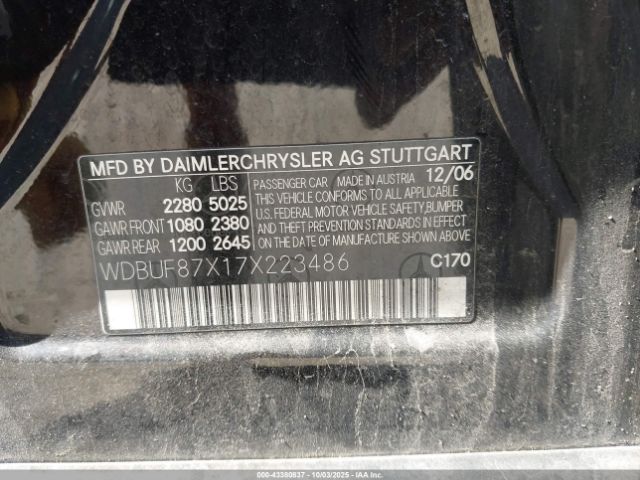 MFD BY DAIMLERCHRYSLER AG STUTTGART
KG LBS
GVWR 2280 5025
GAWR FRONT 1080 2380
GAWR REAR 1200 2645
PASSENGER CAR MADE IN AUSTRIA 12/06
THIS VEHICLE CONFORMS TO ALL APPLICABLE
U.S. FEDERAL MOTOR VEHICLE SAFETY,BUMPER
AND THEFT PREVENTION STANDARDS IN EFFECT
ON THE DATE OF MANUFACTURE SHOWN ABOVE.
WDBUF87X17X223486 C170
000-43380837 - 10/03/2025 - IAAI.COM